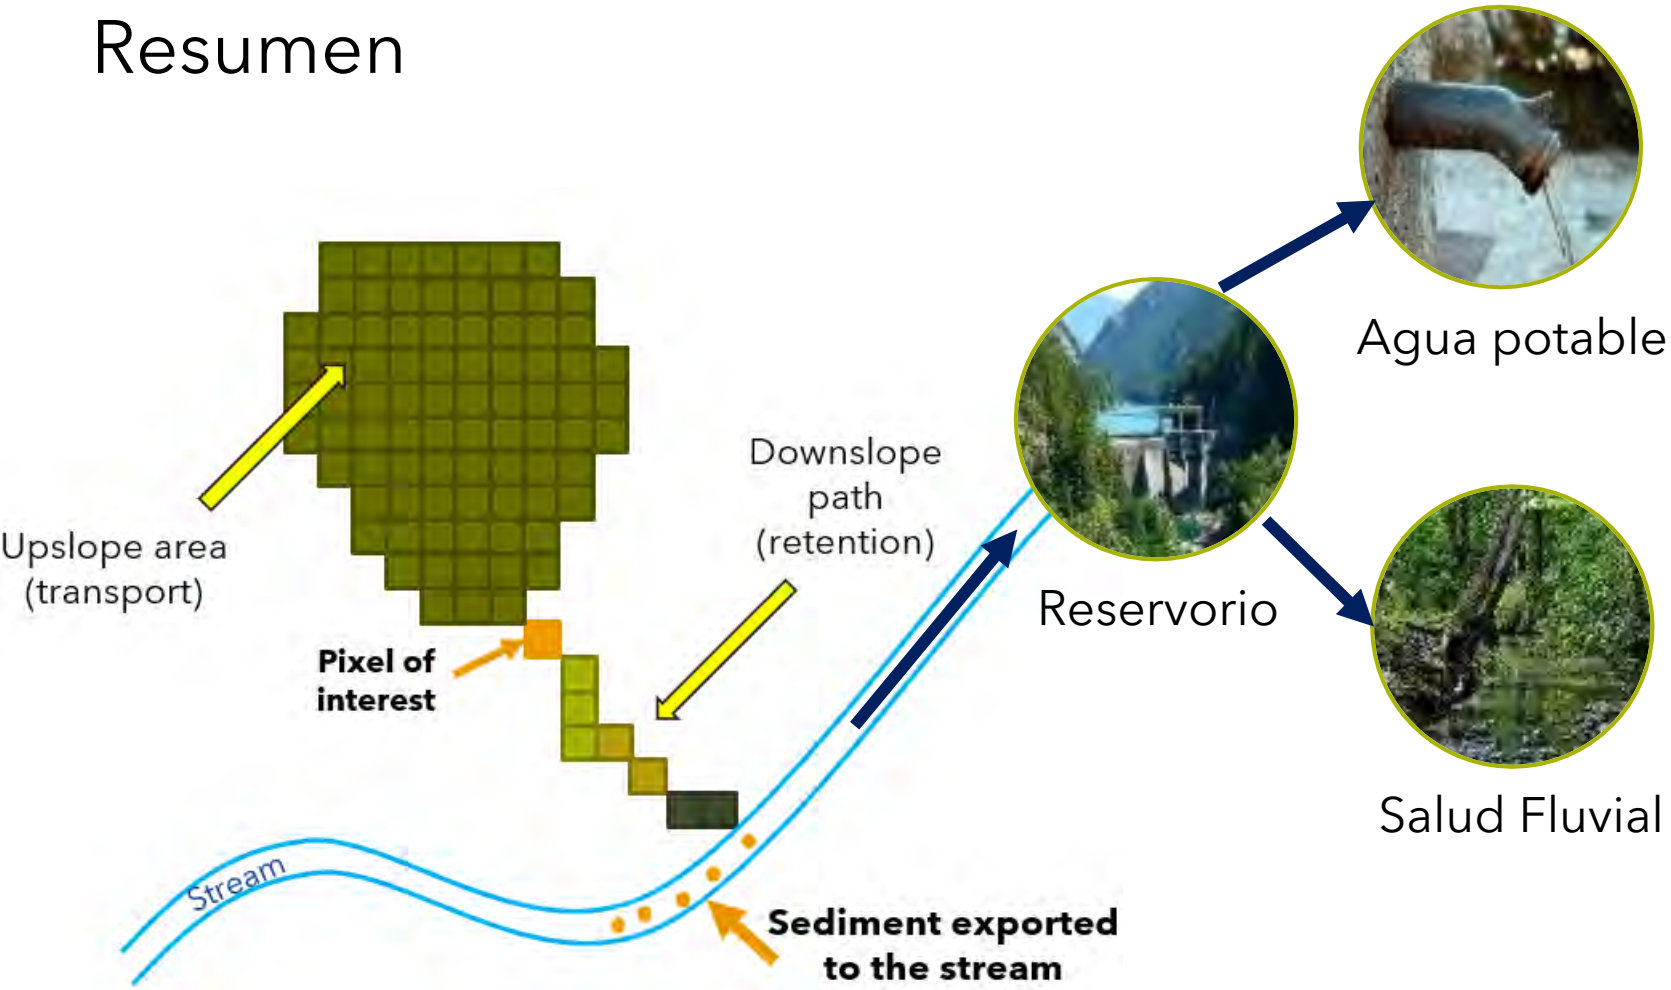 Resumen
Agua potable
Downslope
path
(retention)
Upslope area
(transport)
Reservorio
Pixel of
interest
Salud Fluvial
Stream
Sediment exported
to the stream